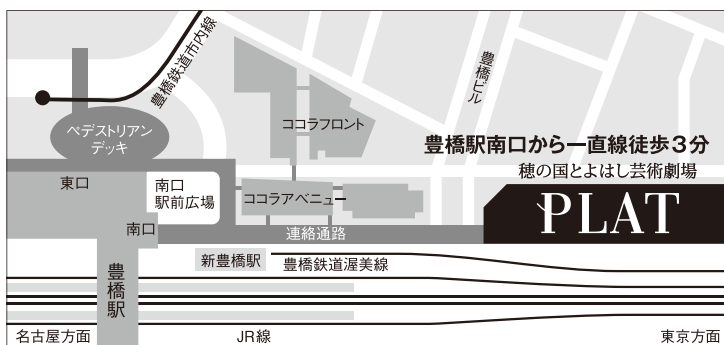 豊橋鉄道市内線
豊橋ビル
ココラフロント
ペデストリアン
デッキ
豊橋駅南口から一直線徒歩3分
穂の国とよはし芸術劇場
PLAT
東口
南口
駅前広場
ココラアベニュー
南口
連絡通路
新豊橋駅
豊橋鉄道渥美線
豊橋駅
名古屋方面
JR線
東京方面